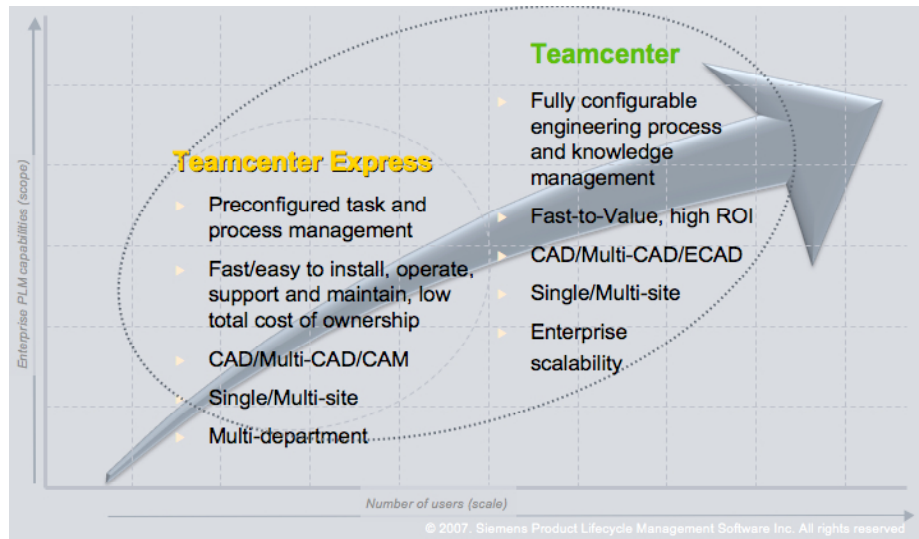 Teamcenter
Fully configurable
engineering process
and knowledge
management
Fast-to-Value, high ROI
CAD/Multi-CAD/ECAD
Single/Multi-site
Enterprise
scalability
Teamcenter Express
Preconfigured task and
process management
Fast/easy to install, operate,
support and maintain, low
total cost of ownership
CAD/Multi-CAD/CAM
Single/Multi-site
Multi-department
Enterprise PLM capabilities (scope)
Number of users (scale)
© 2007. Siemens Product Lifecycle Management Software Inc. All rights reserved